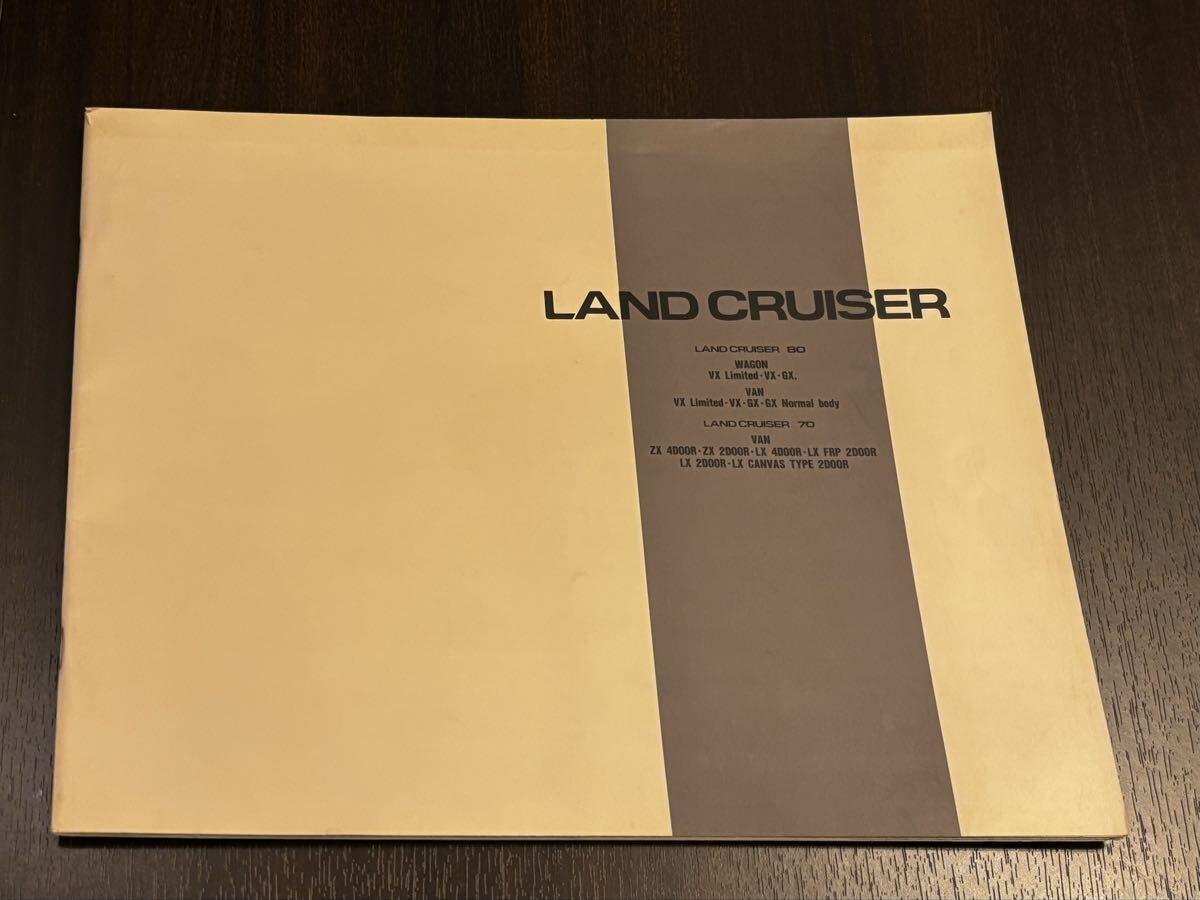 LAND CRUISER
LAND CRUISER 80
WAGON
VX Limited·VX·GX.
VAN
VX Limited·VX·GX·GX Normal body
LAND CRUISER 70
VAN
ZX 4DOOR·ZX 2DOOR·LX 4DOOR·LX FRP 2DOOR
LX 2DOOR·LX CANVAS TYPE 2DOOR